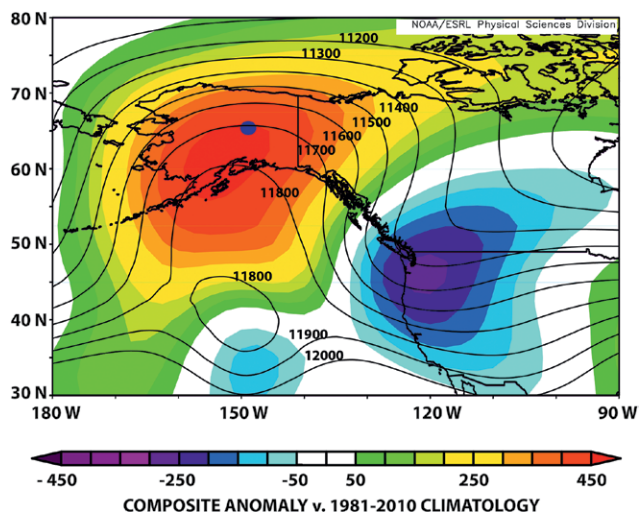 80 N
NOAA/ESRL Physical Sciences Division
11200
11300
70 N
11400
11500
11600
11700
60 N
11800
50 N
11800
40 N
11900
12000
30 N
180 W
150 W
120 W
90 W
- 450
-250
-50
50
250
450
COMPOSITE ANOMALY v. 1981-2010 CLIMATOLOGY